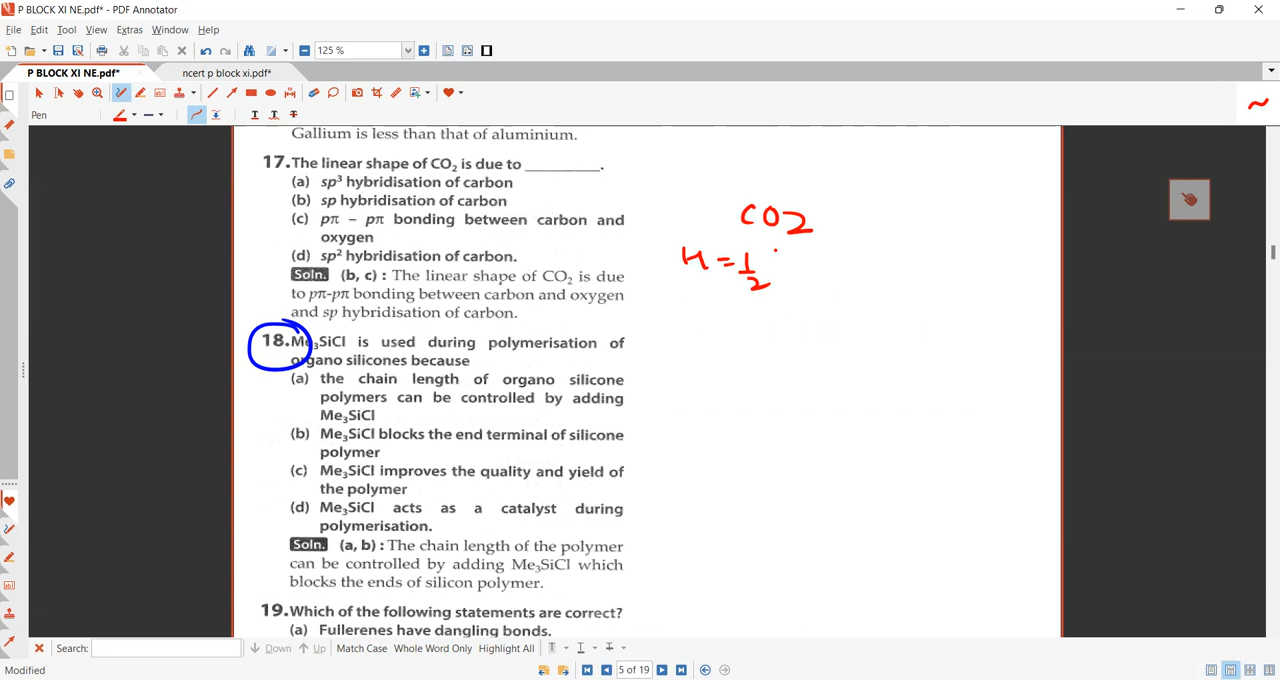 P BLOCK XI NE.pdf* - PDF Annotator
File Edit Tool View Extras Window Help
125 %
P BLOCK XI NE.pdf* ncert p block xi.pdf*
Pen
Gallium is less than that of aluminium.
17. The linear shape of CO₂ is due to __________.
(a) sp³ hybridisation of carbon
(b) sp hybridisation of carbon
(c) pπ – pπ bonding between carbon and
oxygen
(d) sp² hybridisation of carbon.
Soln. (b, c) : The linear shape of CO₂ is due
to pπ-pπ bonding between carbon and oxygen
and sp hybridisation of carbon.
CO2
H = 1/2
18. Me₃SiCl is used during polymerisation of
organo silicones because
(a) the chain length of organo silicone
polymers can be controlled by adding
Me₃SiCl
(b) Me₃SiCl blocks the end terminal of silicone
polymer
(c) Me₃SiCl improves the quality and yield of
the polymer
(d) Me₃SiCl acts as a catalyst during
polymerisation.
Soln. (a, b) : The chain length of the polymer
can be controlled by adding Me₃SiCl which
blocks the ends of silicon polymer.
19. Which of the following statements are correct?
(a) Fullerenes have dangling bonds.
Search: Down Up Match Case Whole Word Only Highlight All
Modified 5 of 19